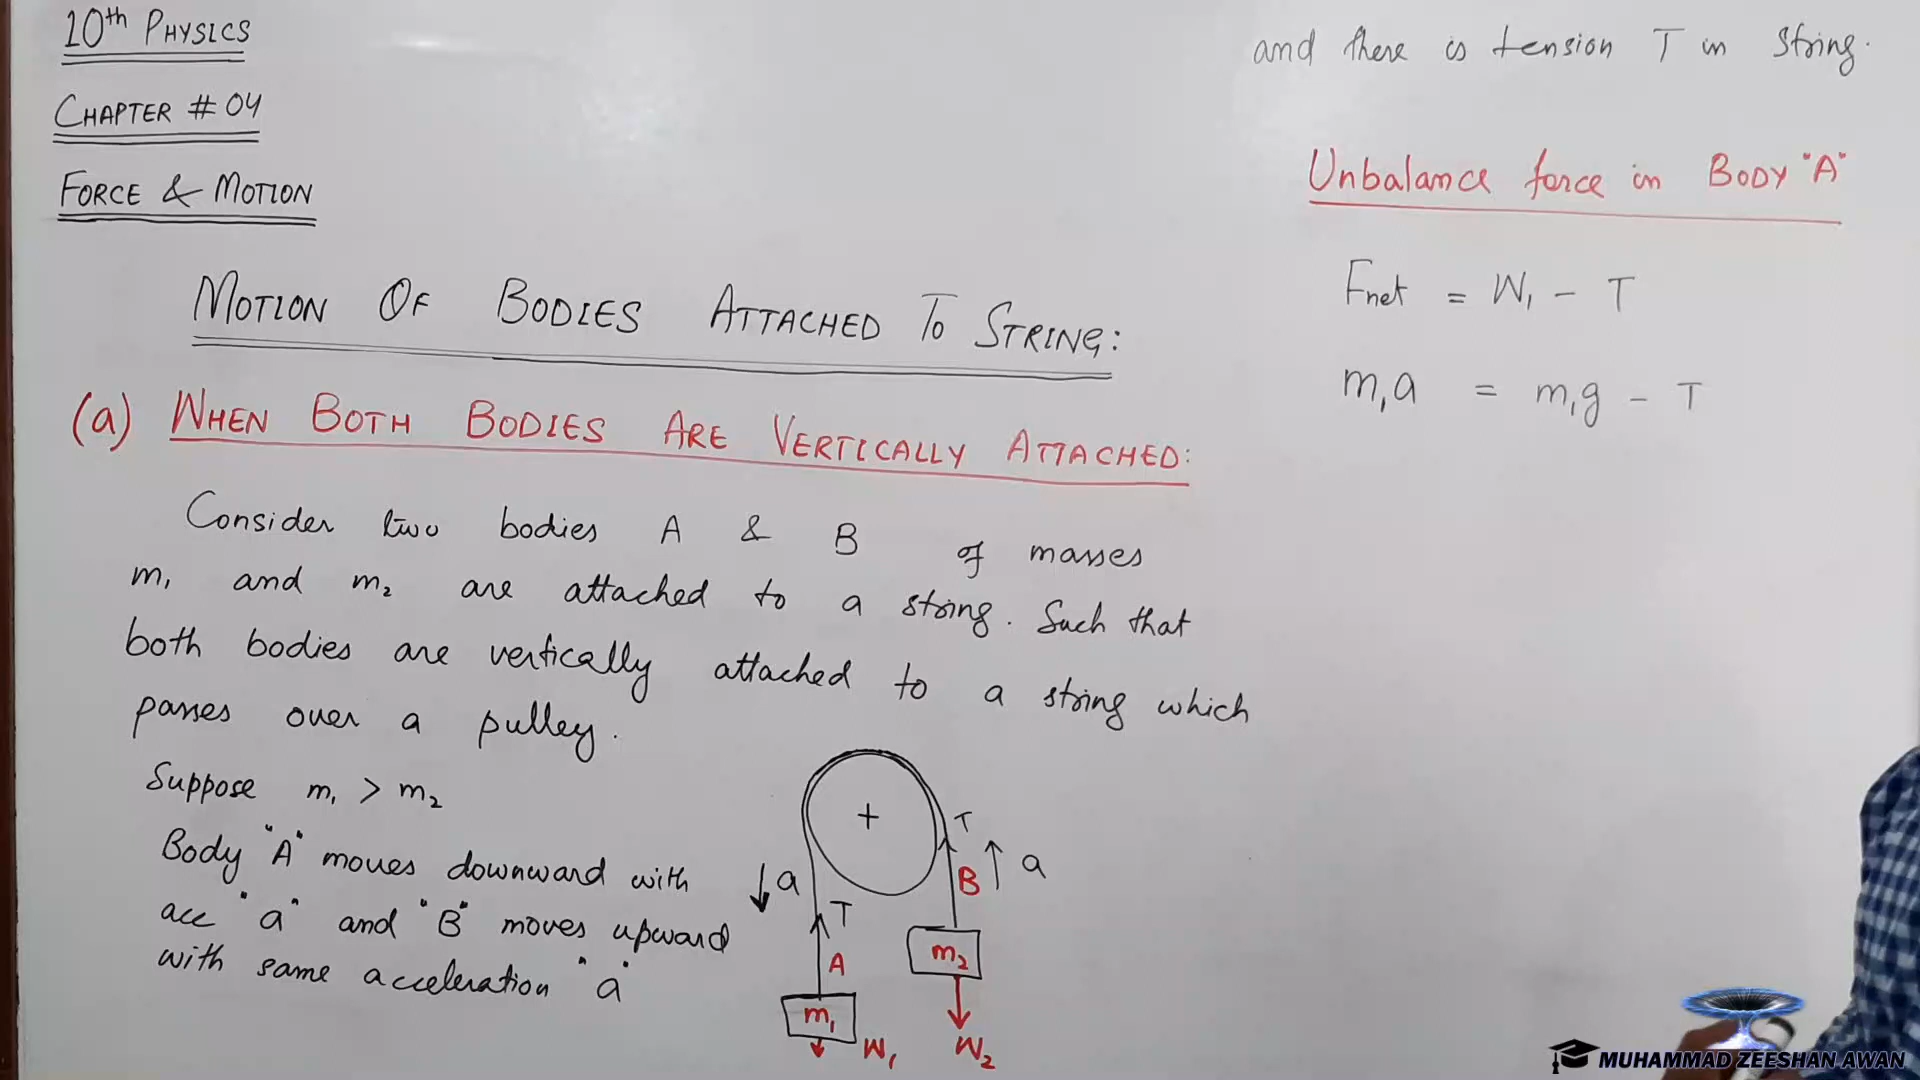 10th PHYSICS
CHAPTER # 04
FORCE & MOTION
MOTION OF BODIES ATTACHED TO STRING:
(a) WHEN BOTH BODIES ARE VERTICALLY ATTACHED:
Consider two bodies A & B of masses
m₁ and m₂ are attached to a string. Such that
both bodies are vertically attached to a string which
passes over a pulley.
Suppose m₁ > m₂
Body "A" moves downward with
acc "a" and "B" moves upward
with same acceleration "a"
+
T
a
B
a
T
A
m₂
m₁
W₁
W₂
and there is tension T in string.
Unbalance force in BODY "A"
Fnet = W₁ - T
m₁a = m₁g - T
MUHAMMAD ZEESHAN AWAN